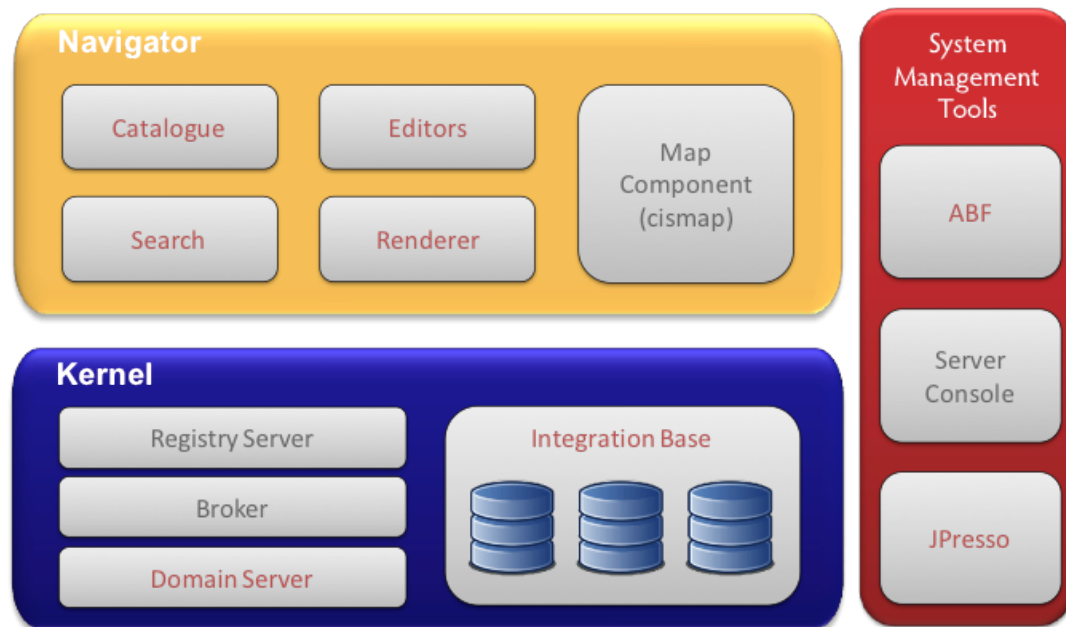 Navigator
Catalogue
Editors
Map
Component
(cismap)
Search
Renderer
Kernel
Registry Server
Broker
Domain Server
Integration Base
System
Management
Tools
ABF
Server
Console
JPresso